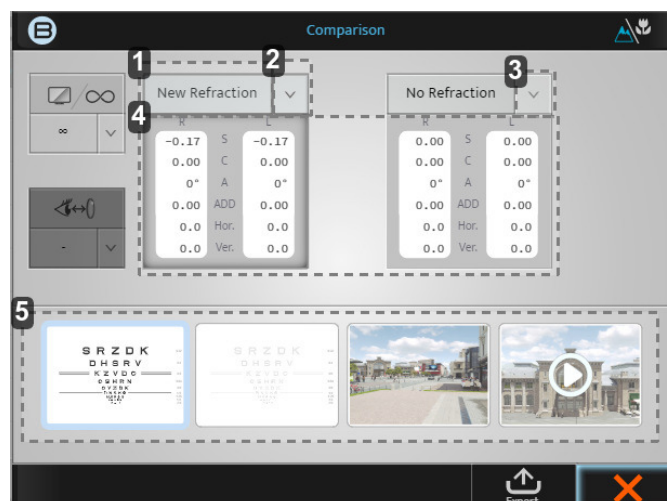 B Comparison
1 2 3
New Refraction No Refraction
∞
4
R L R L
-0.17 S -0.17 0.00 S 0.00
0.00 C 0.00 0.00 C 0.00
0° A 0° 0° A 0°
0.00 ADD 0.00 0.00 ADD 0.00
0.0 Hor. 0.0 0.0 Hor. 0.0
0.0 Ver. 0.0 0.0 Ver. 0.0
-
5
S R Z D K S R Z D K
D H S R V D H S R V
K Z V D C K Z V D C
Export